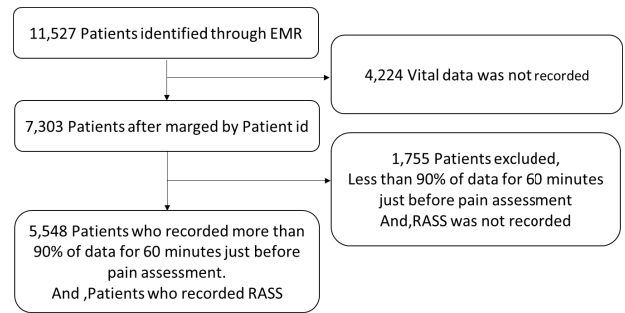 11,527 Patients identified through EMR
4,224 Vital data was not recorded
7,303 Patients after marged by Patient id
1,755 Patients excluded,
Less than 90% of data for 60 minutes
just before pain assessment
And,RASS was not recorded
5,548 Patients who recorded more than
90% of data for 60 minutes just before
pain assessment.
And ,Patients who recorded RASS